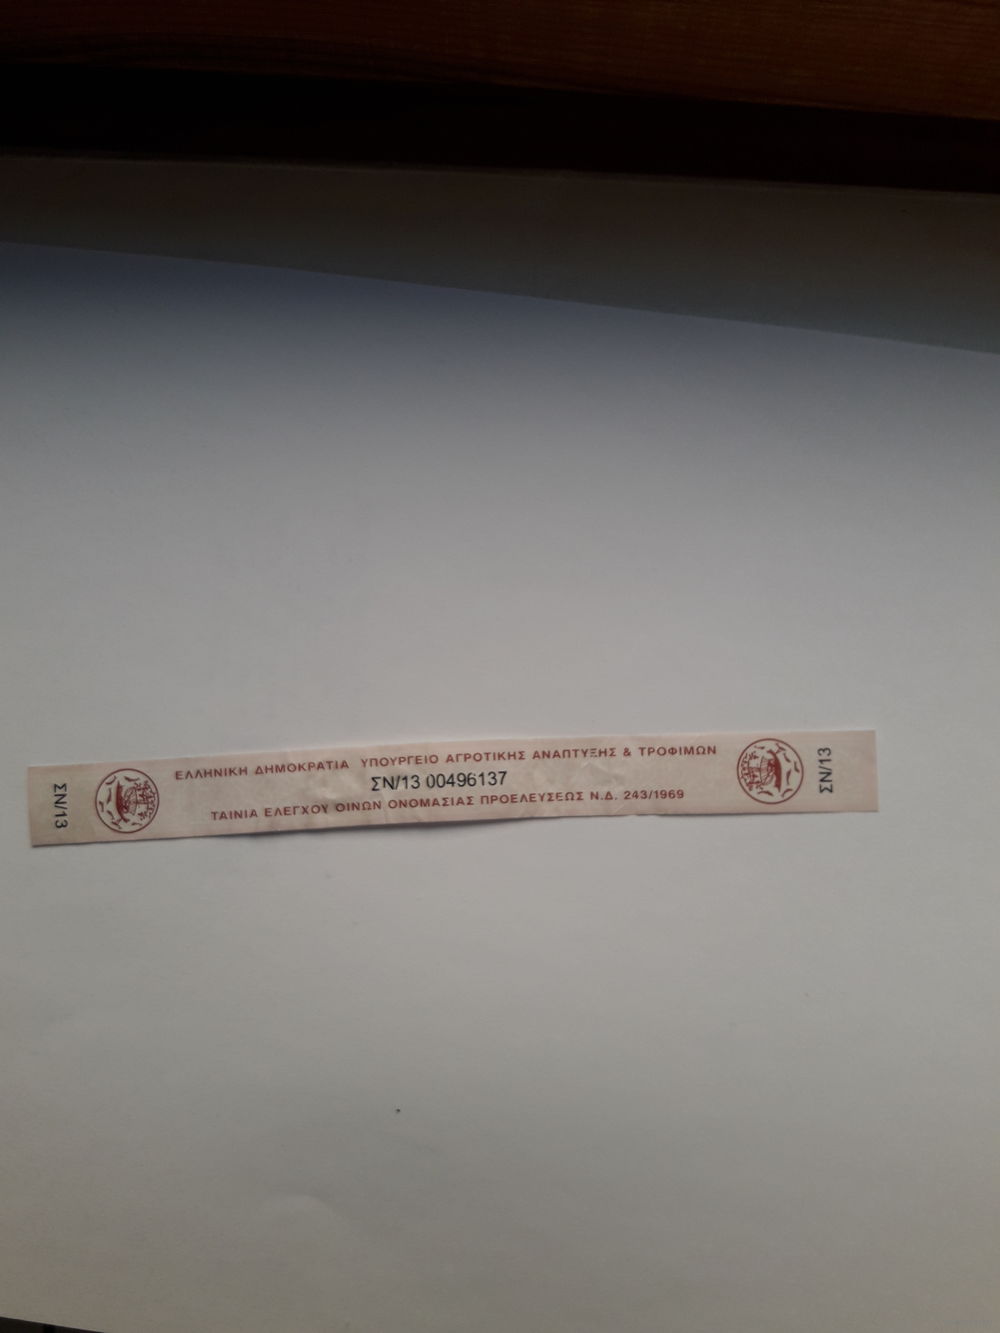 ΕΛΛΗΝΙΚΗ ΔΗΜΟΚΡΑΤΙΑ ΥΠΟΥΡΓΕΙΟ ΑΓΡΟΤΙΚΗΣ ΑΝΑΠΤΥΞΗΣ & ΤΡΟΦΙΜΩΝ
ΣΝ/13 00496137
ΤΑΙΝΙΑ ΕΛΕΓΧΟΥ ΟΙΝΩΝ ΟΝΟΜΑΣΙΑΣ ΠΡΟΕΛΕΥΣΕΩΣ Ν.Δ. 243/1969
ΣΝ/13
ΣΝ/13